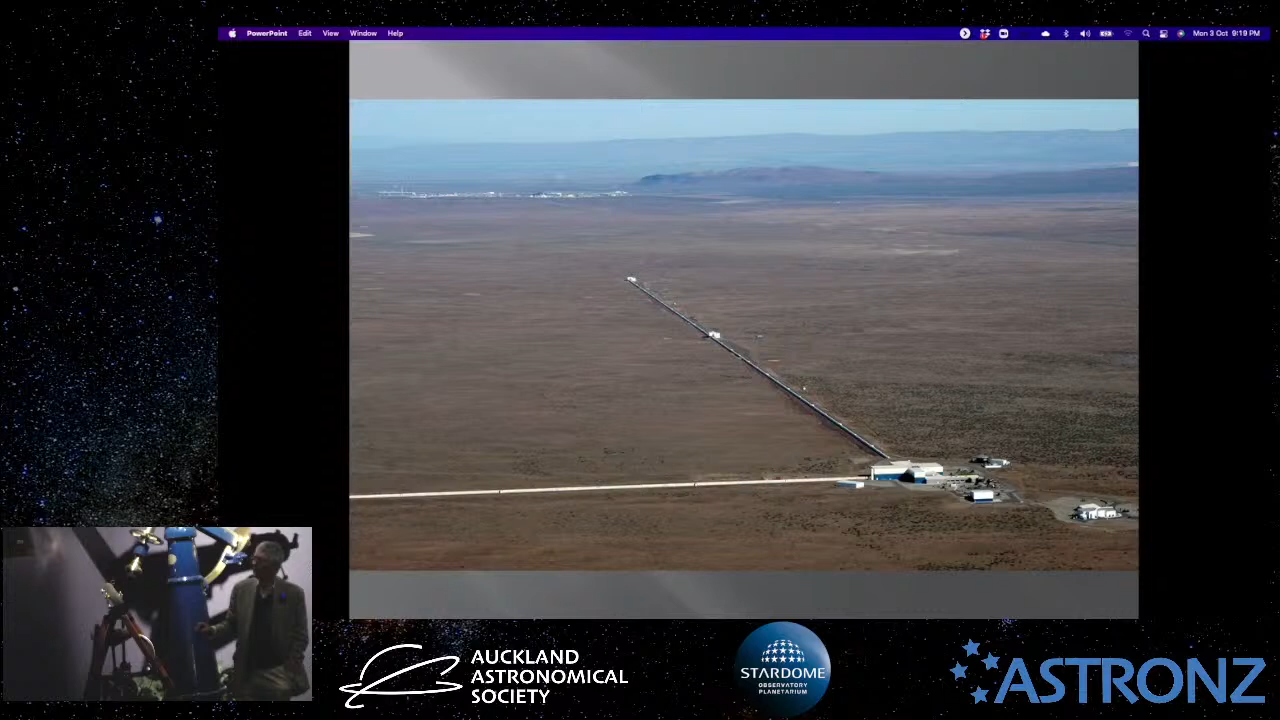 PowerPoint Edit View Window Help Mon 3 Oct 9:19 PM
AUCKLAND
ASTRONOMICAL
SOCIETY
STARDOME
OBSERVATORY
PLANETARIUM
ASTRONZ